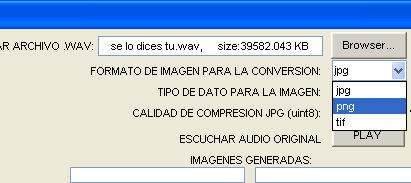 AR ARCHIVO .WAV: se lo dices tu.wav, size:39582.043 KB Browser...
FORMATO DE IMAGEN PARA LA CONVERSION: jpg
TIPO DE DATO PARA LA IMAGEN: jpg
png
CALIDAD DE COMPRESION JPG (uint8):
tif
ESCUCHAR AUDIO ORIGINAL PLAY
IMAGENES GENERADAS: